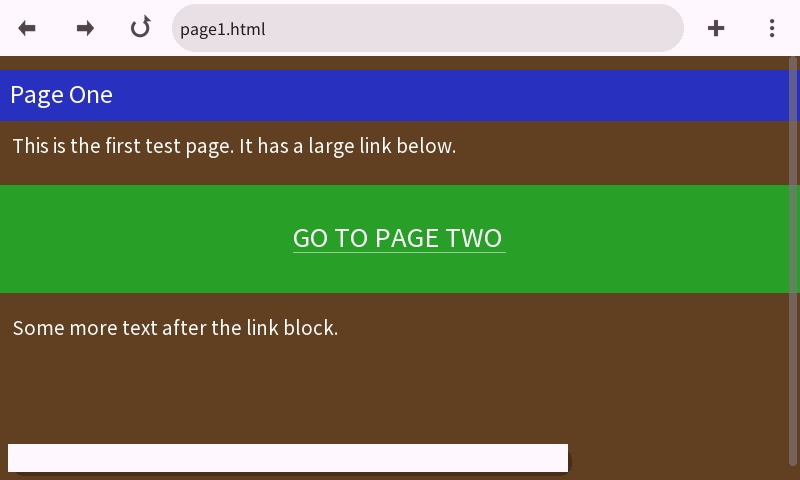 page1.html
Page One
This is the first test page. It has a large link below.
GO TO PAGE TWO
Some more text after the link block.